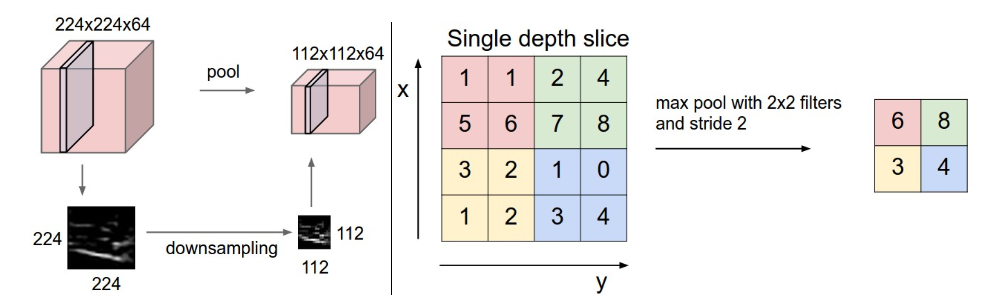 224x224x64
pool
112x112x64
224
downsampling
112
224
112
Single depth slice
x
1 1 2 4
5 6 7 8
3 2 1 0
1 2 3 4
y
max pool with 2x2 filters
and stride 2
6 8
3 4